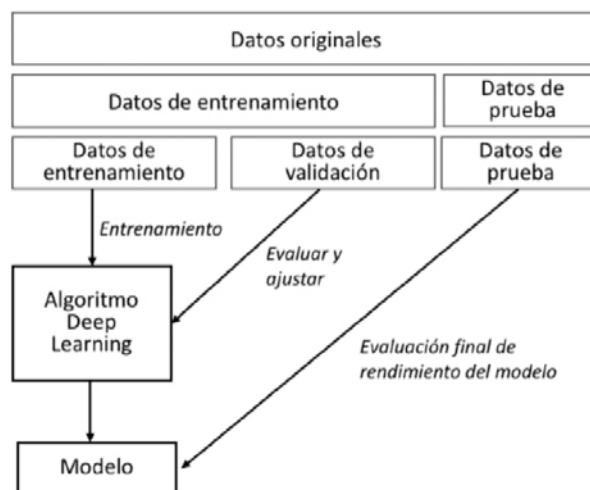 Datos originales
Datos de entrenamiento
Datos de
prueba
Datos de
entrenamiento
Datos de
validación
Datos de
prueba
Entrenamiento
Evaluar y
ajustar
Algoritmo
Deep
Learning
Evaluación final de
rendimiento del modelo
Modelo